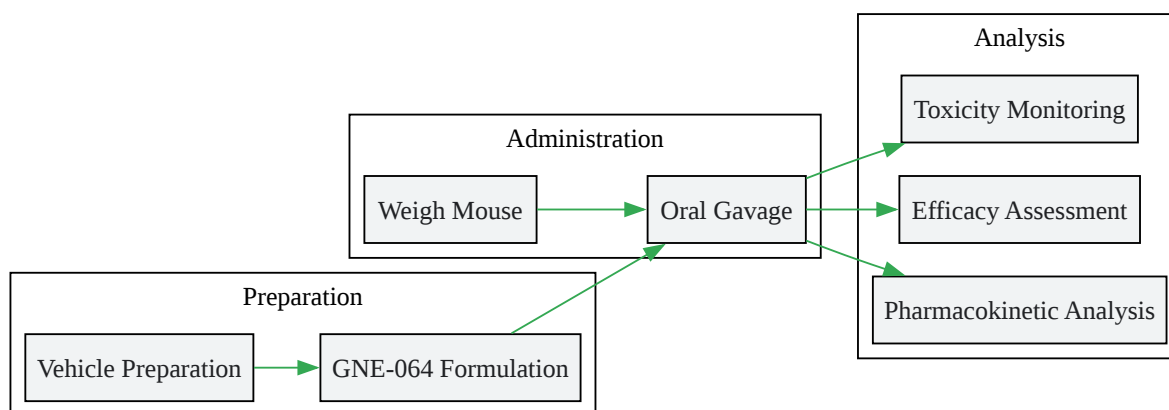 Analysis
Toxicity Monitoring
Administration
Weigh Mouse
Oral Gavage
Efficacy Assessment
Pharmacokinetic Analysis
Preparation
Vehicle Preparation
GNE-064 Formulation